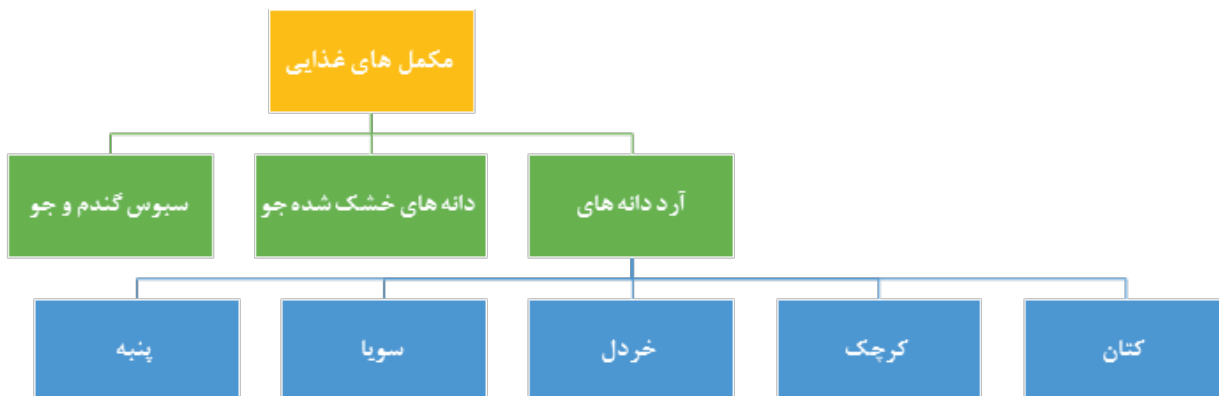 مکمل های غذایی
آرد دانه های
دانه های خشک شده جو
سبوس گندم و جو
کتان
کرچک
خردل
سویا
پنبه